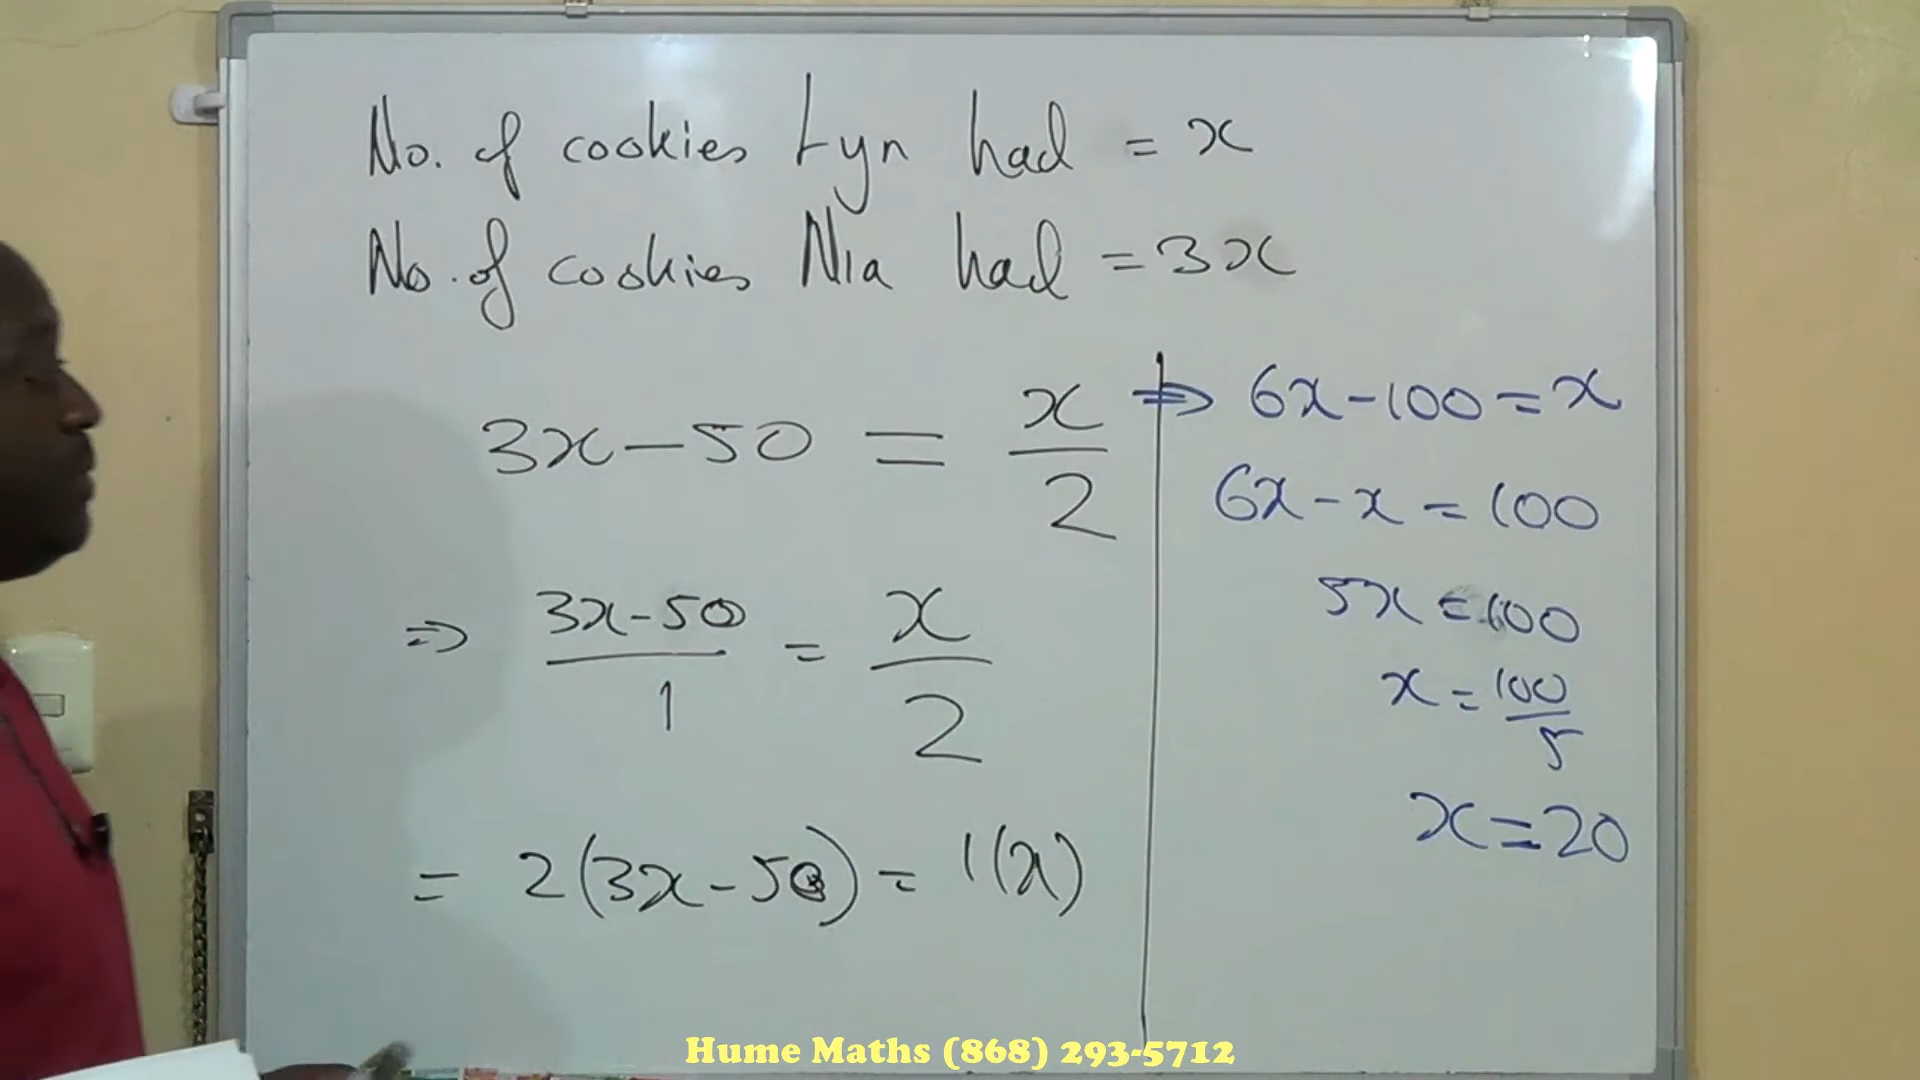 No. of cookies Lyn had = x
No. of cookies Nia had = 3x
3x - 50 = x/2
⇒ (3x - 50)/1 = x/2
= 2(3x - 50) = 1(x)
⇒ 6x - 100 = x
6x - x = 100
5x = 100
x = 100/5
x = 20
Hume Maths (868) 293-5712